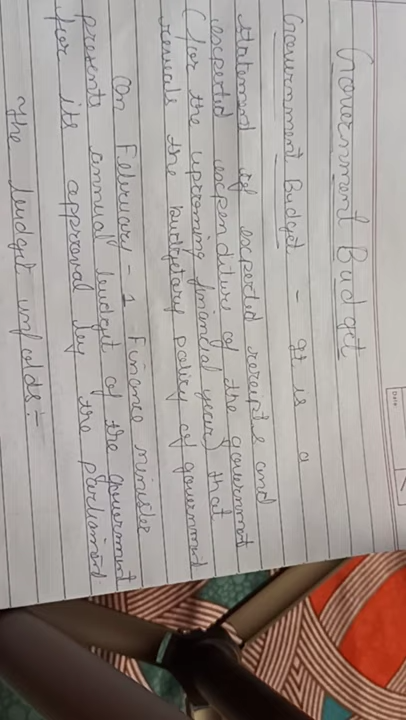 Government Budget
Government Budget - It is a
statement of expected receipts and
expected expenditure of the government
(for the upcoming financial year) that
reveals the budgetary policy of government
On February - 1 Finance minister
presents annual budget of the government
for its approval by the parliament.
The budget unfolds:-
DATE